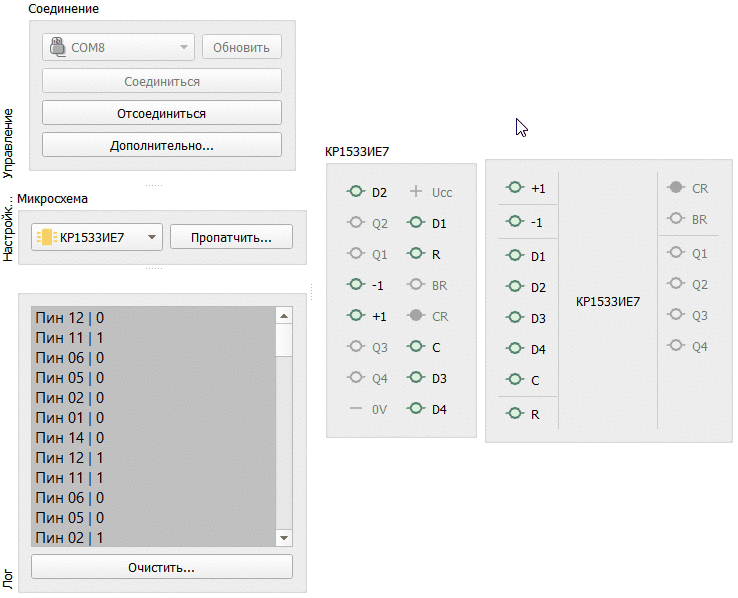 Соединение
COM8
Обновить
Соединиться
Отсоединиться
Дополнительно...
Управление
Настройк...
Микросхема
КР1533ИЕ7
Пропатчить...
Лог
Пин 12 | 0
Пин 11 | 1
Пин 06 | 0
Пин 05 | 0
Пин 02 | 0
Пин 01 | 0
Пин 14 | 0
Пин 12 | 1
Пин 11 | 1
Пин 06 | 0
Пин 05 | 0
Пин 02 | 1
Очистить...
КР1533ИЕ7
D2 Ucc
Q2 D1
Q1 R
-1 BR
+1 CR
Q3 C
Q4 D3
0V D4
+1
-1
D1
D2
D3
D4
C
R
КР1533ИЕ7
CR
BR
Q1
Q2
Q3
Q4